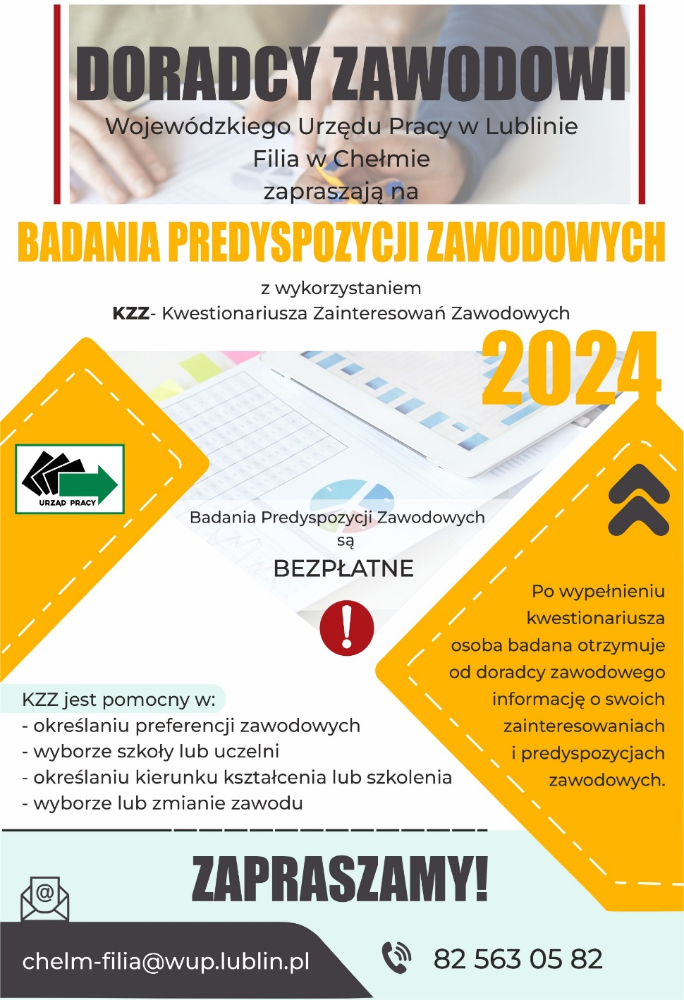 DORADCY ZAWODOWI
Wojewódzkiego Urzędu Pracy w Lublinie
Filia w Chełmie
zapraszają na
BADANIA PREDYSPOZYCJI ZAWODOWYCH
z wykorzystaniem
KZZ- Kwestionariusza Zainteresowań Zawodowych
2024
URZĄD PRACY
Badania Predyspozycji Zawodowych
są
BEZPŁATNE
Po wypełnieniu
kwestionariusza
osoba badana otrzymuje
od doradcy zawodowego
informację o swoich
zainteresowaniach
i predyspozycjach
zawodowych.
KZZ jest pomocny w:
- określaniu preferencji zawodowych
- wyborze szkoły lub uczelni
- określaniu kierunku kształcenia lub szkolenia
- wyborze lub zmianie zawodu
ZAPRASZAMY!
chelm-filia@wup.lublin.pl
82 563 05 82